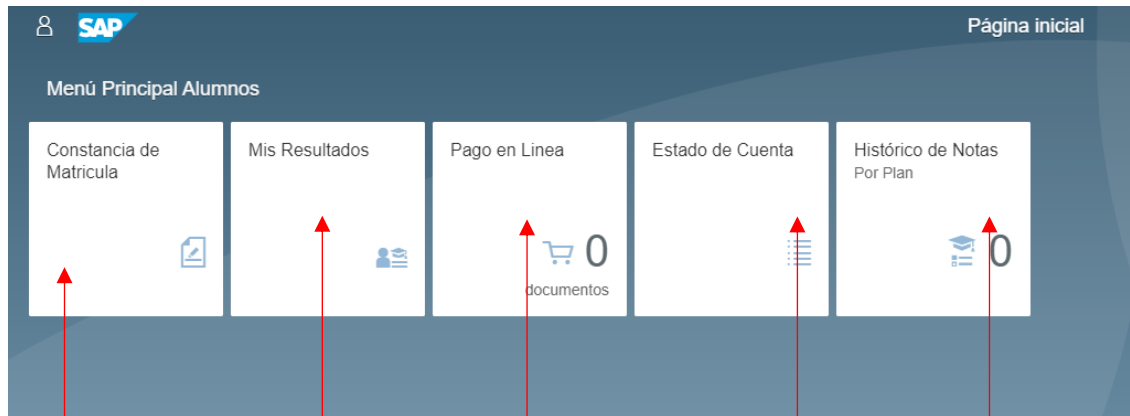 SAP
Página inicial
Menú Principal Alumnos
Constancia de
Matricula
Mis Resultados
Pago en Linea
0
documentos
Estado de Cuenta
Histórico de Notas
Por Plan
0